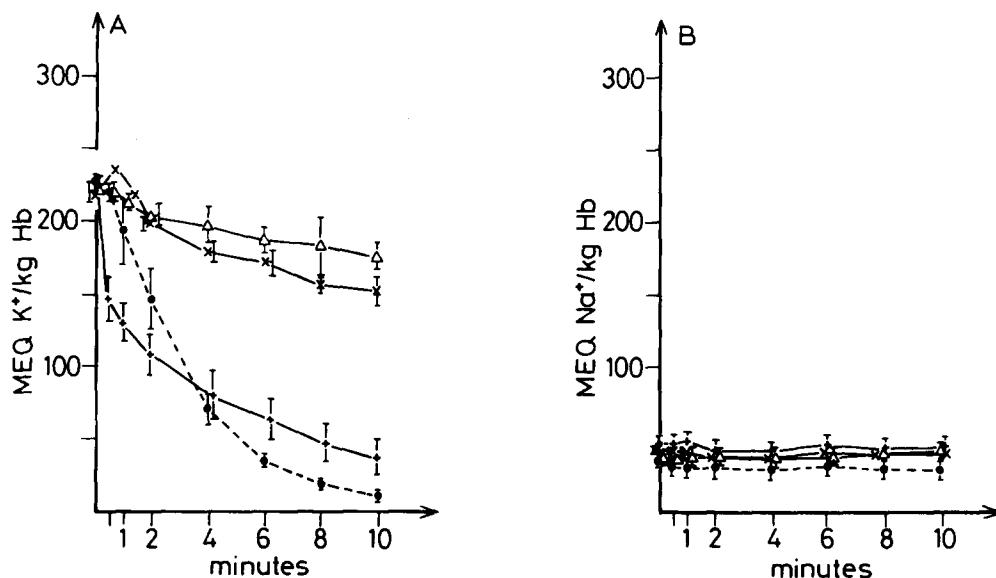 A
MEQ K⁺/kg Hb
300
200
100
1 2 4 6 8 10
minutes
B
MEQ Na⁺/kg Hb
300
200
100
1 2 4 6 8 10
minutes